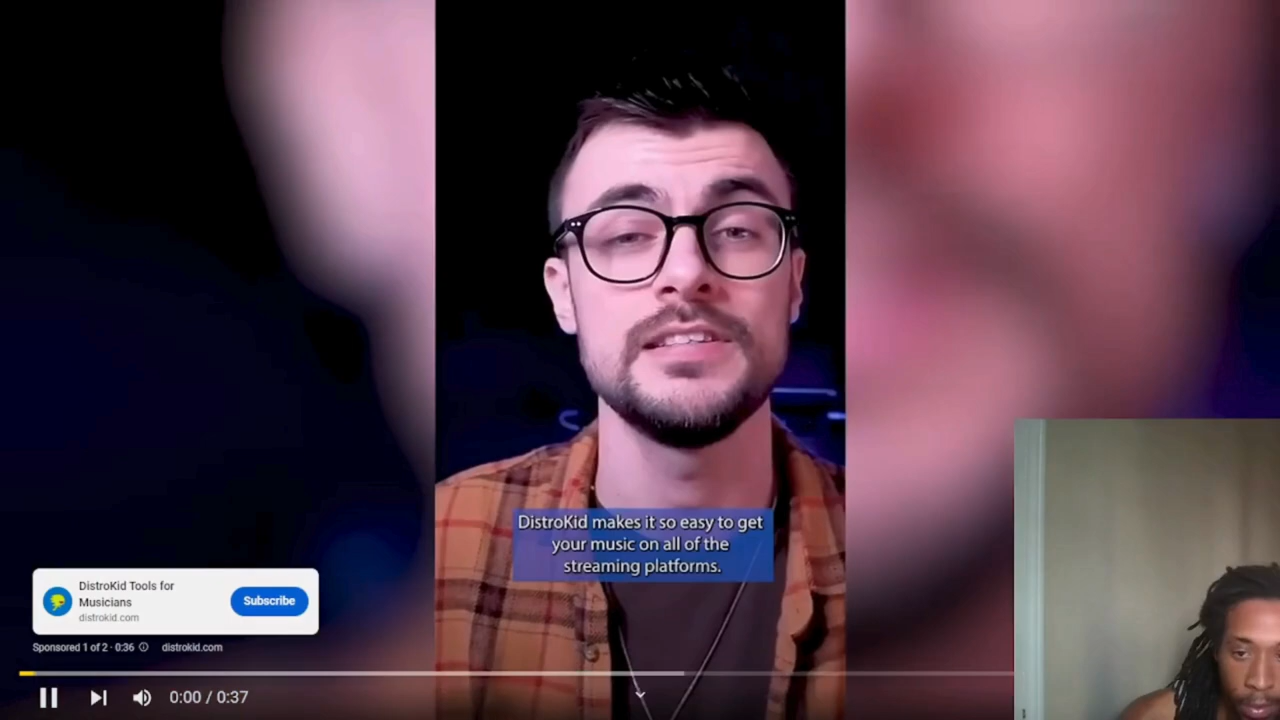 DistroKid makes it so easy to get
your music on all of the
streaming platforms.
DistroKid Tools for
Musicians
distrokid.com
Subscribe
Sponsored 1 of 2 · 0:36 distrokid.com
0:00 / 0:37